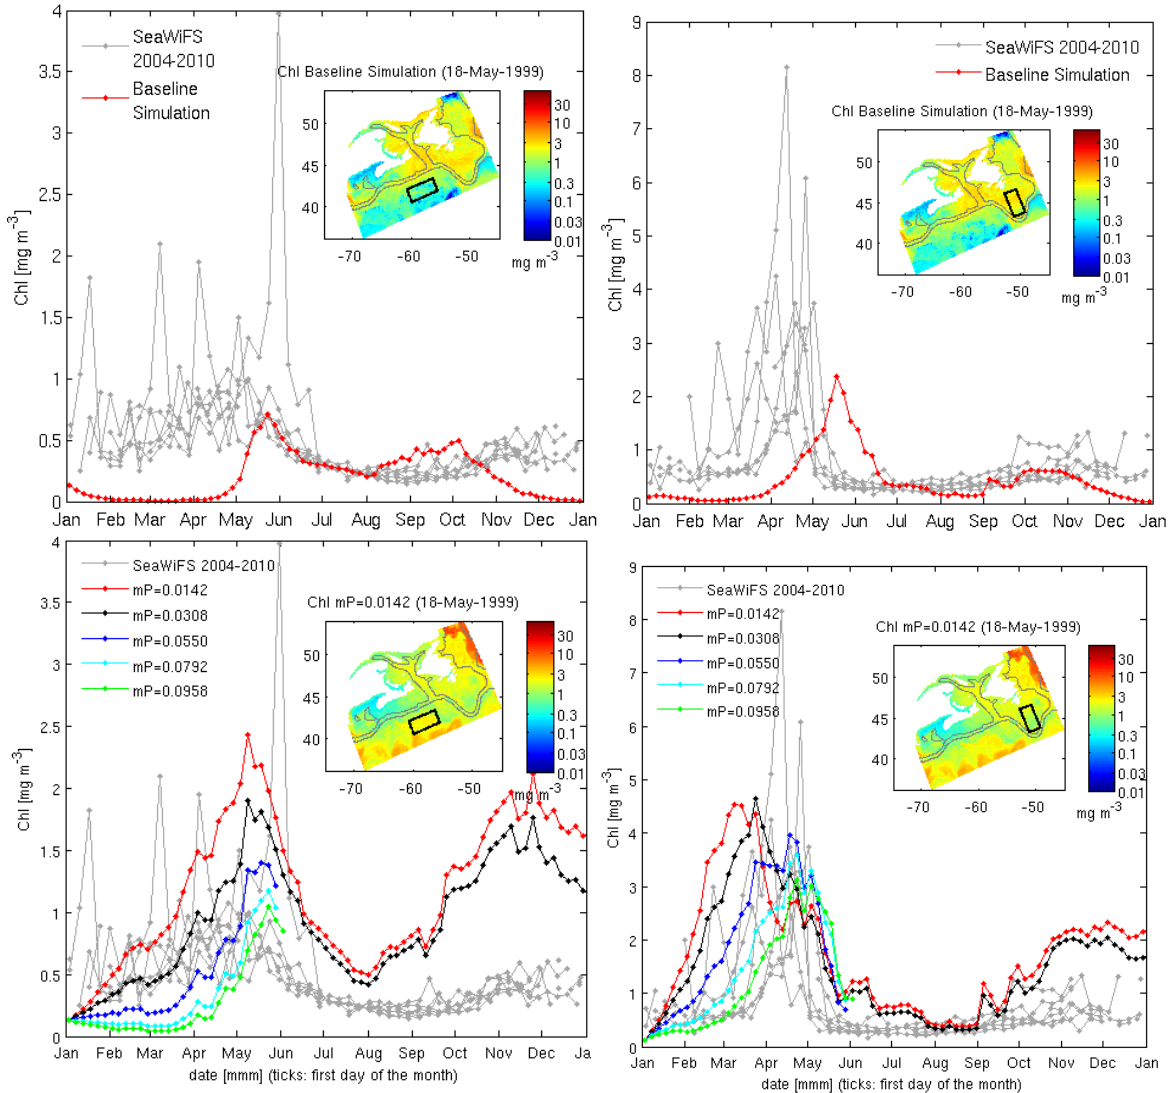 4
3.5
3
2.5
2
1.5
1
0.5
0
Chl [mg m-3]
SeaWiFS
2004-2010
Baseline
Simulation
Chl Baseline Simulation (18-May-1999)
50
45
40
-70 -60 -50
30
10
3
1
0.3
0.1
0.03
0.01
mg m-3
Jan Feb Mar Apr May Jun Jul Aug Sep Oct Nov Dec Jan
9
8
7
6
5
4
3
2
1
0
Chl [mg m-3]
SeaWiFS 2004-2010
Baseline Simulation
Chl Baseline Simulation (18-May-1999)
50
45
40
-70 -60 -50
30
10
3
1
0.3
0.1
0.03
0.01
mg m-3
Jan Feb Mar Apr May Jun Jul Aug Sep Oct Nov Dec Jan
4
3.5
3
2.5
2
1.5
1
0.5
0
Chl [mg m-3]
SeaWiFS 2004-2010
mP=0.0142
mP=0.0308
mP=0.0550
mP=0.0792
mP=0.0958
Chl mP=0.0142 (18-May-1999)
50
45
40
-70 -60 -50
30
10
3
1
0.3
0.1
0.03
0.01
mg m-3
Jan Feb Mar Apr May Jun Jul Aug Sep Oct Nov Dec Ja
date [mmm] (ticks: first day of the month)
9
8
7
6
5
4
3
2
1
0
Chl [mg m-3]
SeaWiFS 2004-2010
mP=0.0142
mP=0.0308
mP=0.0550
mP=0.0792
mP=0.0958
Chl mP=0.0142 (18-May-1999)
50
45
40
-70 -60 -50
30
10
3
1
0.3
0.1
0.03
0.01
mg m-3
Jan Feb Mar Apr May Jun Jul Aug Sep Oct Nov Dec Jan
date [mmm] (ticks: first day of the month)